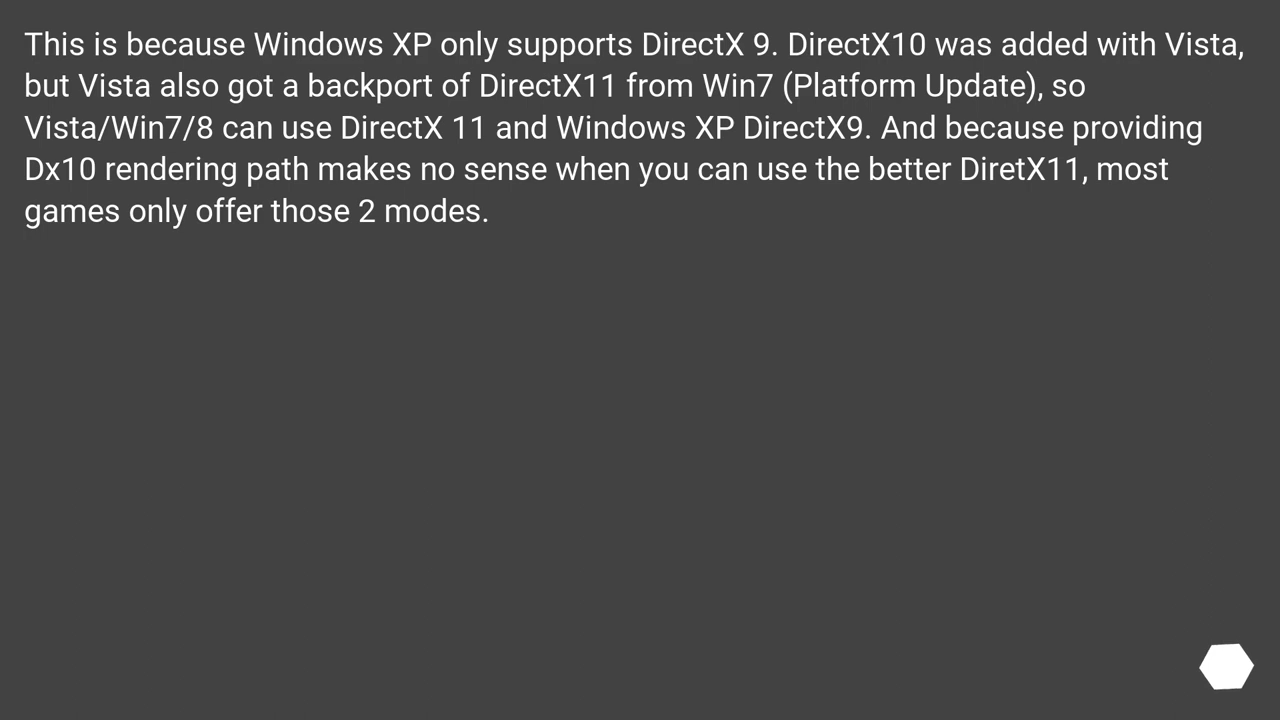 This is because Windows XP only supports DirectX 9. DirectX10 was added with Vista,
but Vista also got a backport of DirectX11 from Win7 (Platform Update), so
Vista/Win7/8 can use DirectX 11 and Windows XP DirectX9. And because providing
Dx10 rendering path makes no sense when you can use the better DiretX11, most
games only offer those 2 modes.